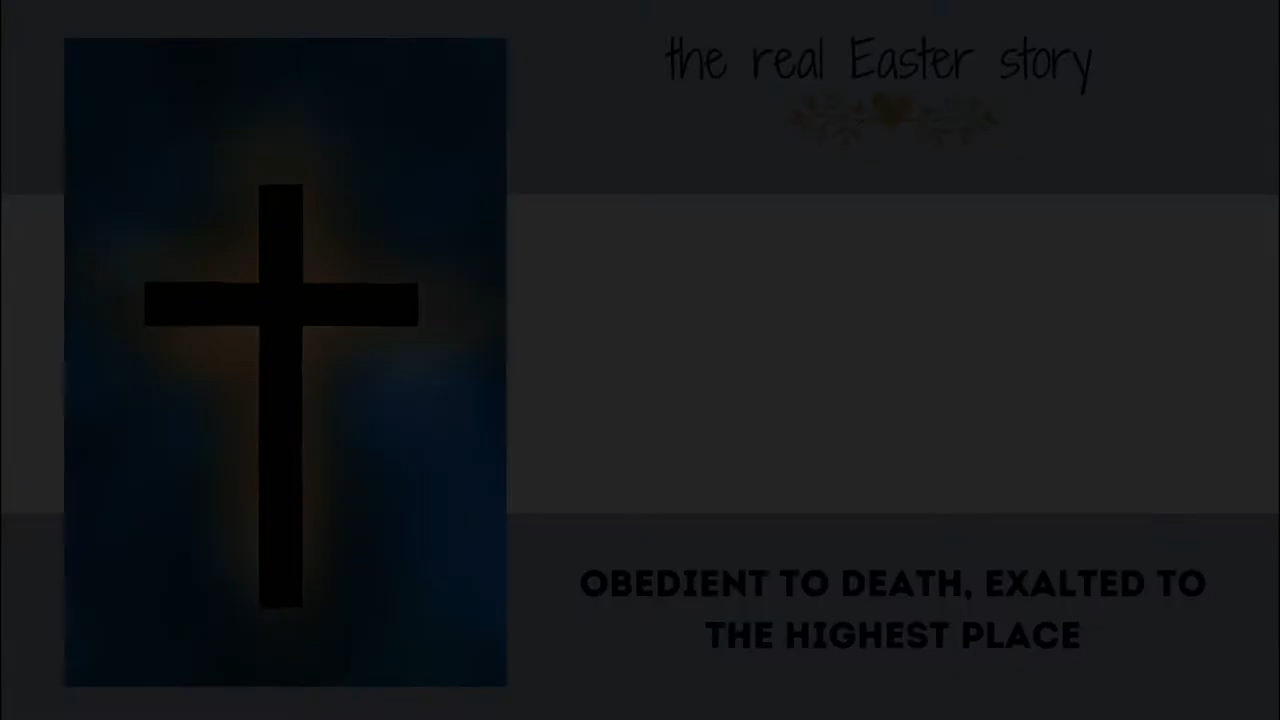 the real Easter story
OBEDIENT TO DEATH, EXALTED TO
THE HIGHEST PLACE